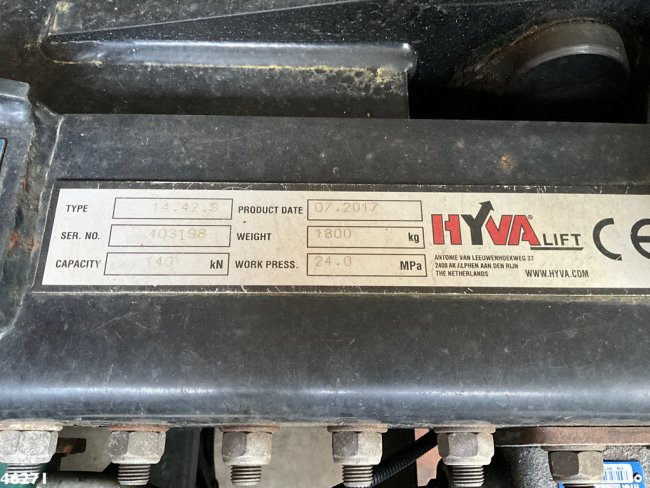 TYPE 14.42.S PRODUCT DATE 07.2017
SER. NO. 403198 WEIGHT 1800 kg
CAPACITY 140 kN WORK PRESS. 24.0 MPa
HYVA® LIFT CE
ANTONIE VAN LEEUWENHOEKWEG 37
2408 AK ALPHEN AAN DEN RIJN
THE NETHERLANDS WWW.HYVA.COM